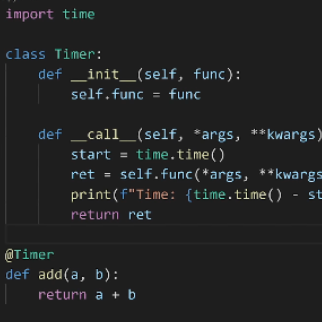 import time
class Timer:
def __init__(self, func):
self.func = func
def __call__(self, *args, **kwargs)
start = time.time()
ret = self.func(*args, **kwargs
print(f"Time: {time.time() - st
return ret
@Timer
def add(a, b):
return a + b